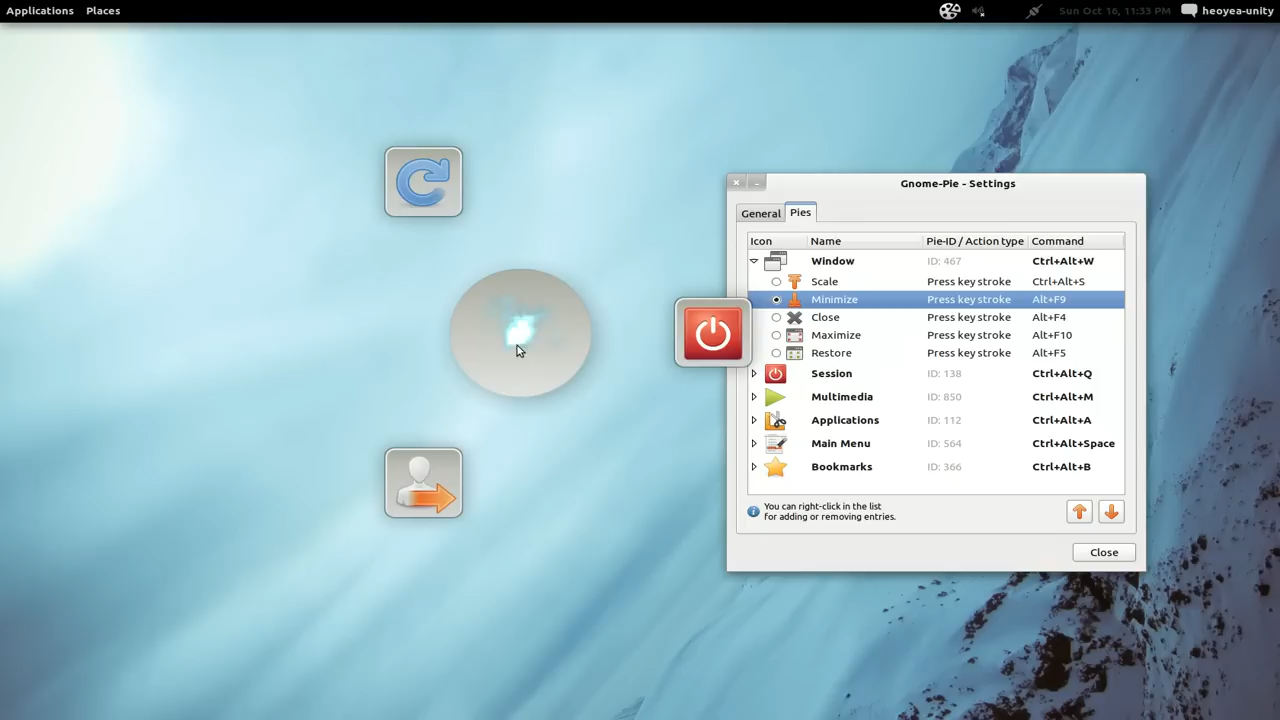 Applications Places Sun Oct 16, 11:33 PM heoyea-unity
Gnome-Pie - Settings
General Pies
Icon Name Pie-ID / Action type Command
Window ID: 467 Ctrl+Alt+W
Scale Press key stroke Ctrl+Alt+S
Minimize Press key stroke Alt+F9
Close Press key stroke Alt+F4
Maximize Press key stroke Alt+F10
Restore Press key stroke Alt+F5
Session ID: 138 Ctrl+Alt+Q
Multimedia ID: 850 Ctrl+Alt+M
Applications ID: 112 Ctrl+Alt+A
Main Menu ID: 564 Ctrl+Alt+Space
Bookmarks ID: 366 Ctrl+Alt+B
You can right-click in the list
for adding or removing entries.
Close